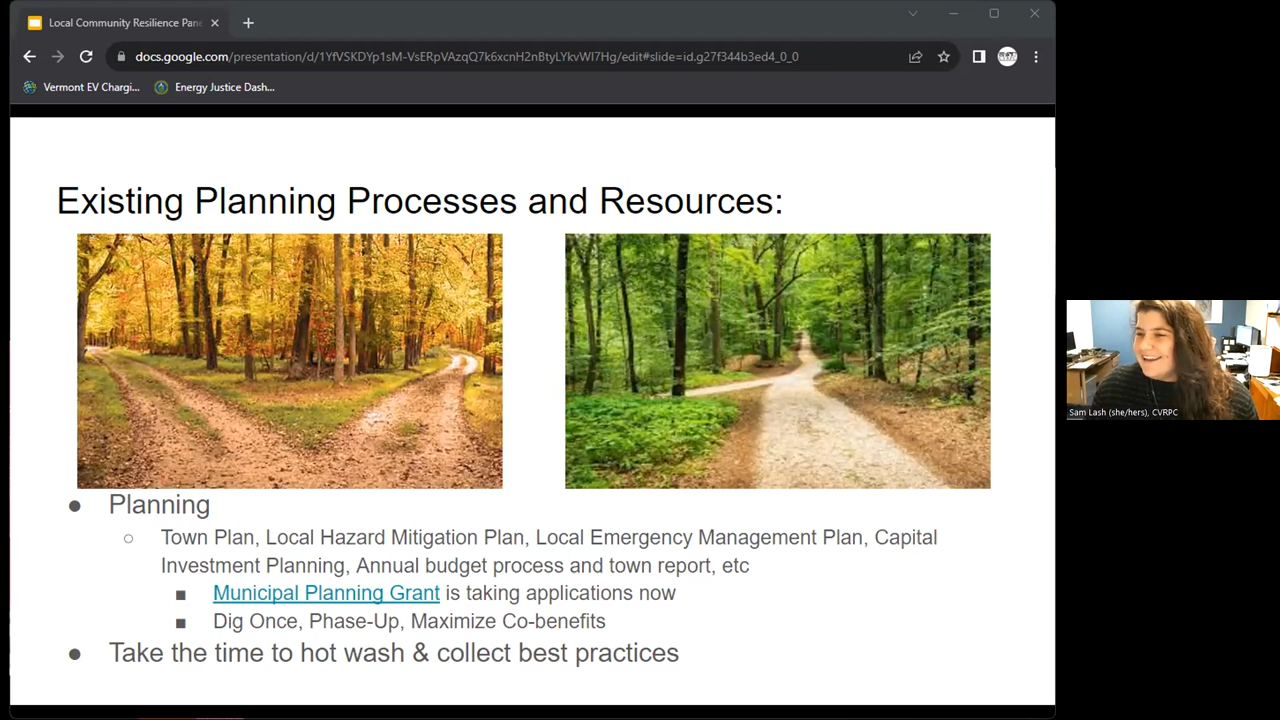 Local Community Resilience Pane
docs.google.com/presentation/d/1YfVSKDYp1sM-VsERpVAzqQ7k6xcnH2nBtyLYkvWI7Hg/edit#slide=id.g27f344b3ed4_0_0
Vermont EV Chargi... Energy Justice Dash...
Existing Planning Processes and Resources:
● Planning
○ Town Plan, Local Hazard Mitigation Plan, Local Emergency Management Plan, Capital
Investment Planning, Annual budget process and town report, etc
■ Municipal Planning Grant is taking applications now
■ Dig Once, Phase-Up, Maximize Co-benefits
● Take the time to hot wash & collect best practices
Sam Lash (she/hers), CVRPC